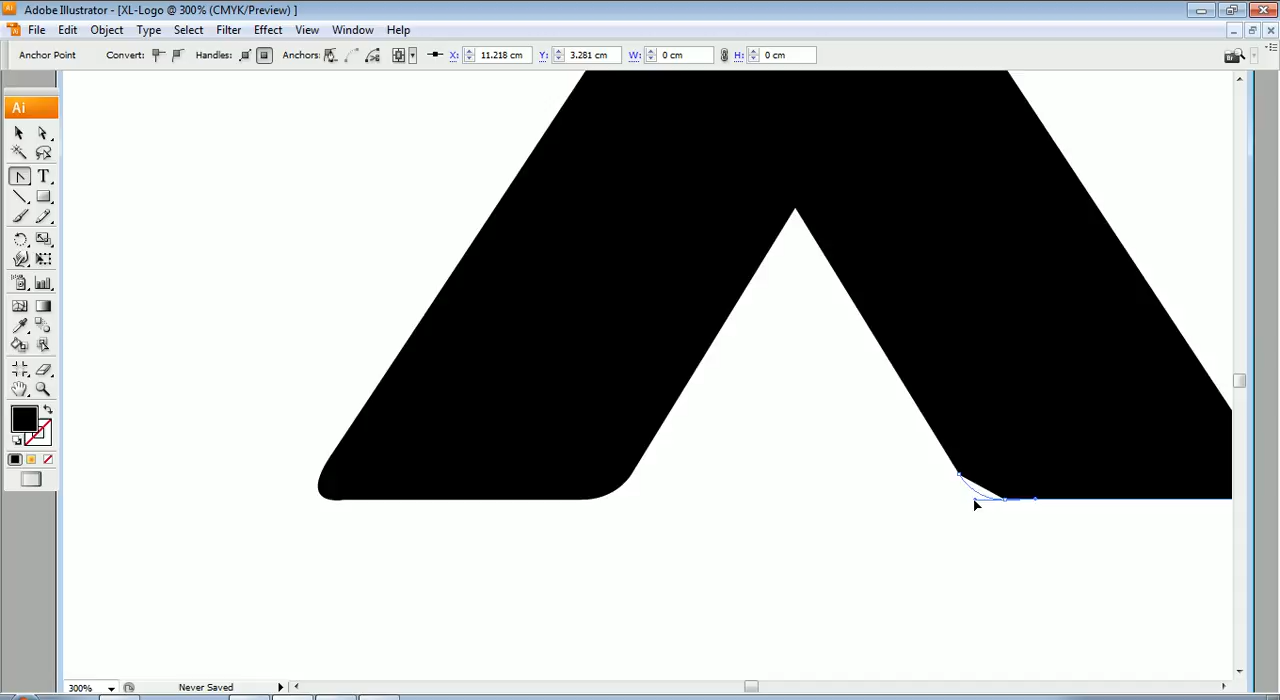 Adobe Illustrator - [XL-Logo @ 300% (CMYK/Preview) ]
File Edit Object Type Select Filter Effect View Window Help
Anchor Point Convert: Handles: Anchors: X: 11.218 cm Y: 3.281 cm W: 0 cm H: 0 cm
Ai
T
300% Never Saved